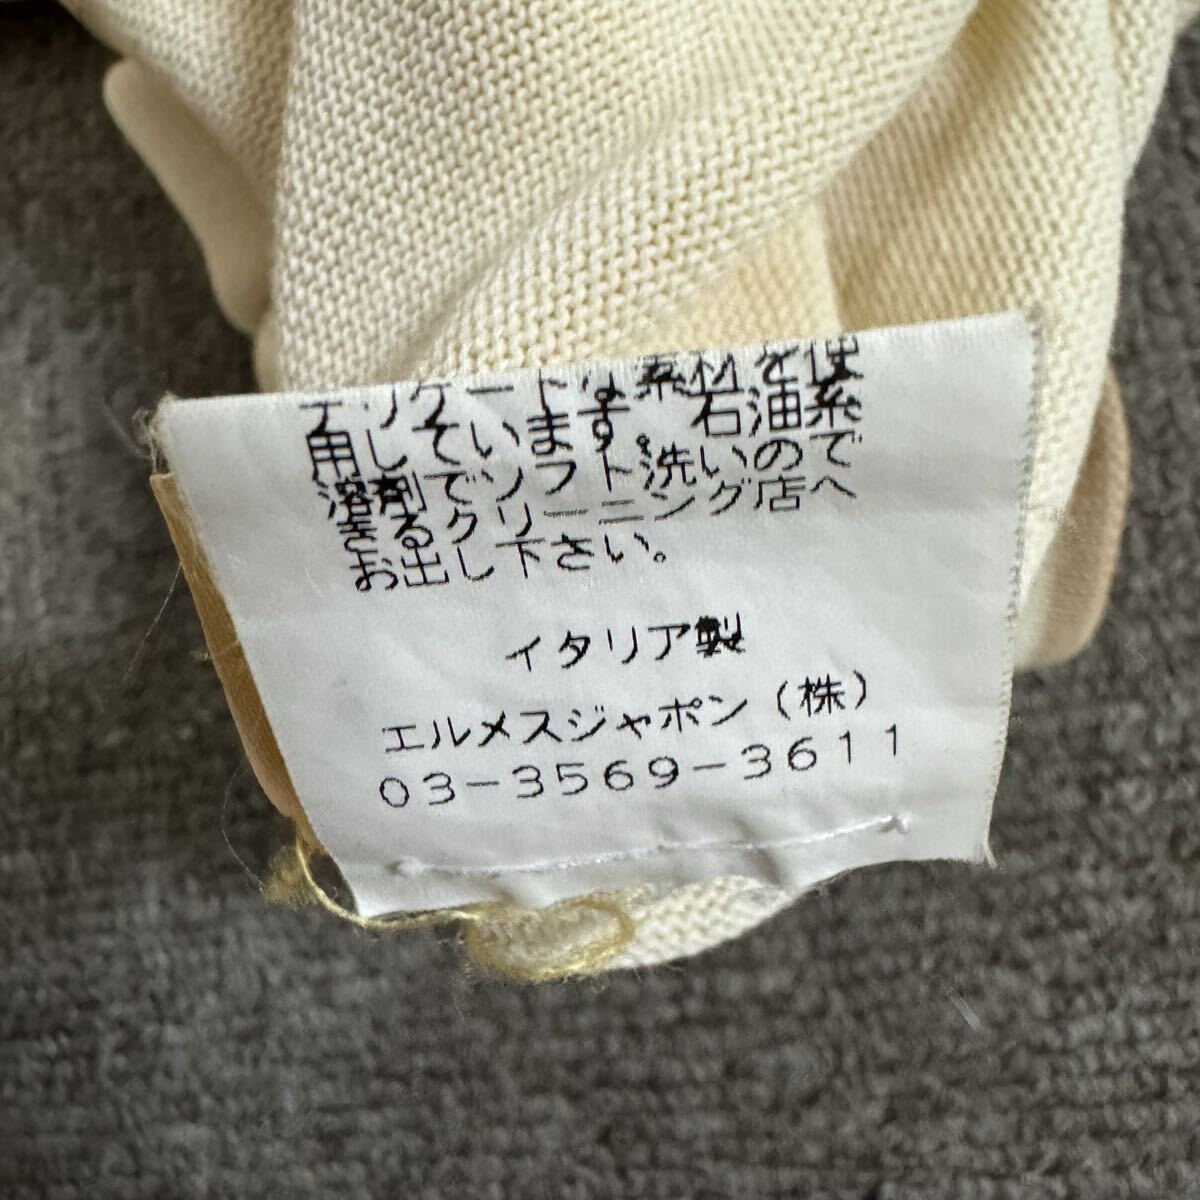 デリケートな素材を使
用しています。石油系
溶剤でソフト洗いので
きるクリーニング店へ
お出し下さい。
イタリア製
エルメスジャポン(株)
03-3569-3611